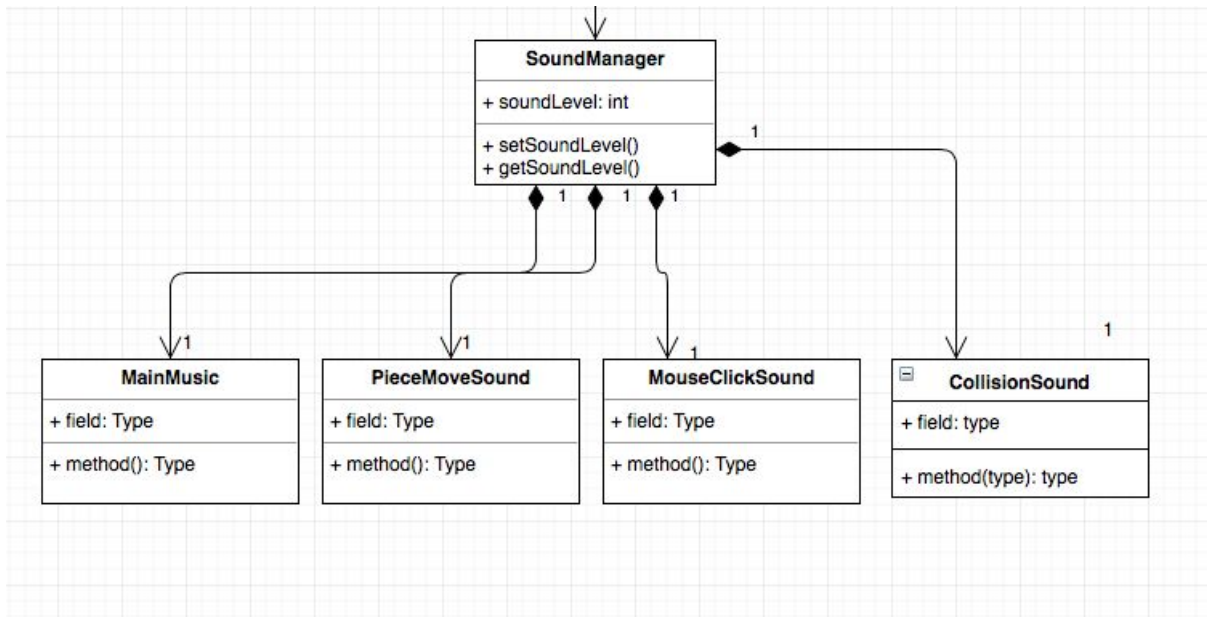 SoundManager
+ soundLevel: int
+ setSoundLevel()
+ getSoundLevel()
1
1
1
1
1
1
1
1
MainMusic
+ field: Type
+ method(): Type
PieceMoveSound
+ field: Type
+ method(): Type
MouseClickSound
+ field: Type
+ method(): Type
CollisionSound
+ field: type
+ method(type): type